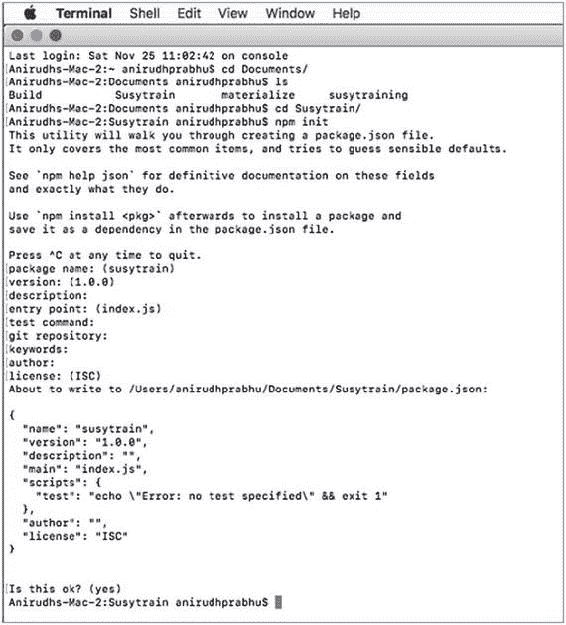 Terminal Shell Edit View Window Help
Last login: Sat Nov 25 11:02:42 on console
[Anirudhs-Mac-2:~ anirudhprabhu$ cd Documents/
[Anirudhs-Mac-2:Documents anirudhprabhu$ ls
Build Susytrain materialize susytraining
[Anirudhs-Mac-2:Documents anirudhprabhu$ cd Susytrain/
[Anirudhs-Mac-2:Susytrain anirudhprabhu$ npm init
This utility will walk you through creating a package.json file.
It only covers the most common items, and tries to guess sensible defaults.
See `npm help json` for definitive documentation on these fields
and exactly what they do.
Use `npm install <pkg>` afterwards to install a package and
save it as a dependency in the package.json file.
Press ^C at any time to quit.
[package name: (susytrain)
[version: (1.0.0)
[description:
[entry point: (index.js)
[test command:
[git repository:
[keywords:
[author:
[license: (ISC)
About to write to /Users/anirudhprabhu/Documents/Susytrain/package.json:
{
"name": "susytrain",
"version": "1.0.0",
"description": "",
"main": "index.js",
"scripts": {
"test": "echo \"Error: no test specified\" && exit 1"
},
"author": "",
"license": "ISC"
}
[Is this ok? (yes)
Anirudhs-Mac-2:Susytrain anirudhprabhu$